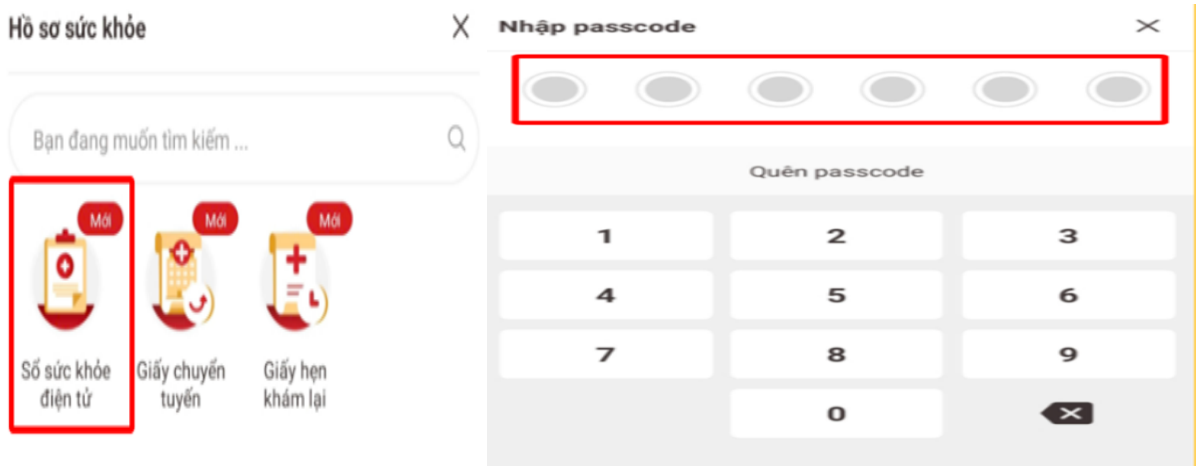 Hồ sơ sức khỏe
X
Bạn đang muốn tìm kiếm ...
Mới
Mới
Mới
Sổ sức khỏe
điện tử
Giấy chuyển
tuyến
Giấy hẹn
khám lại
Nhập passcode
Quên passcode
1 2 3
4 5 6
7 8 9
0